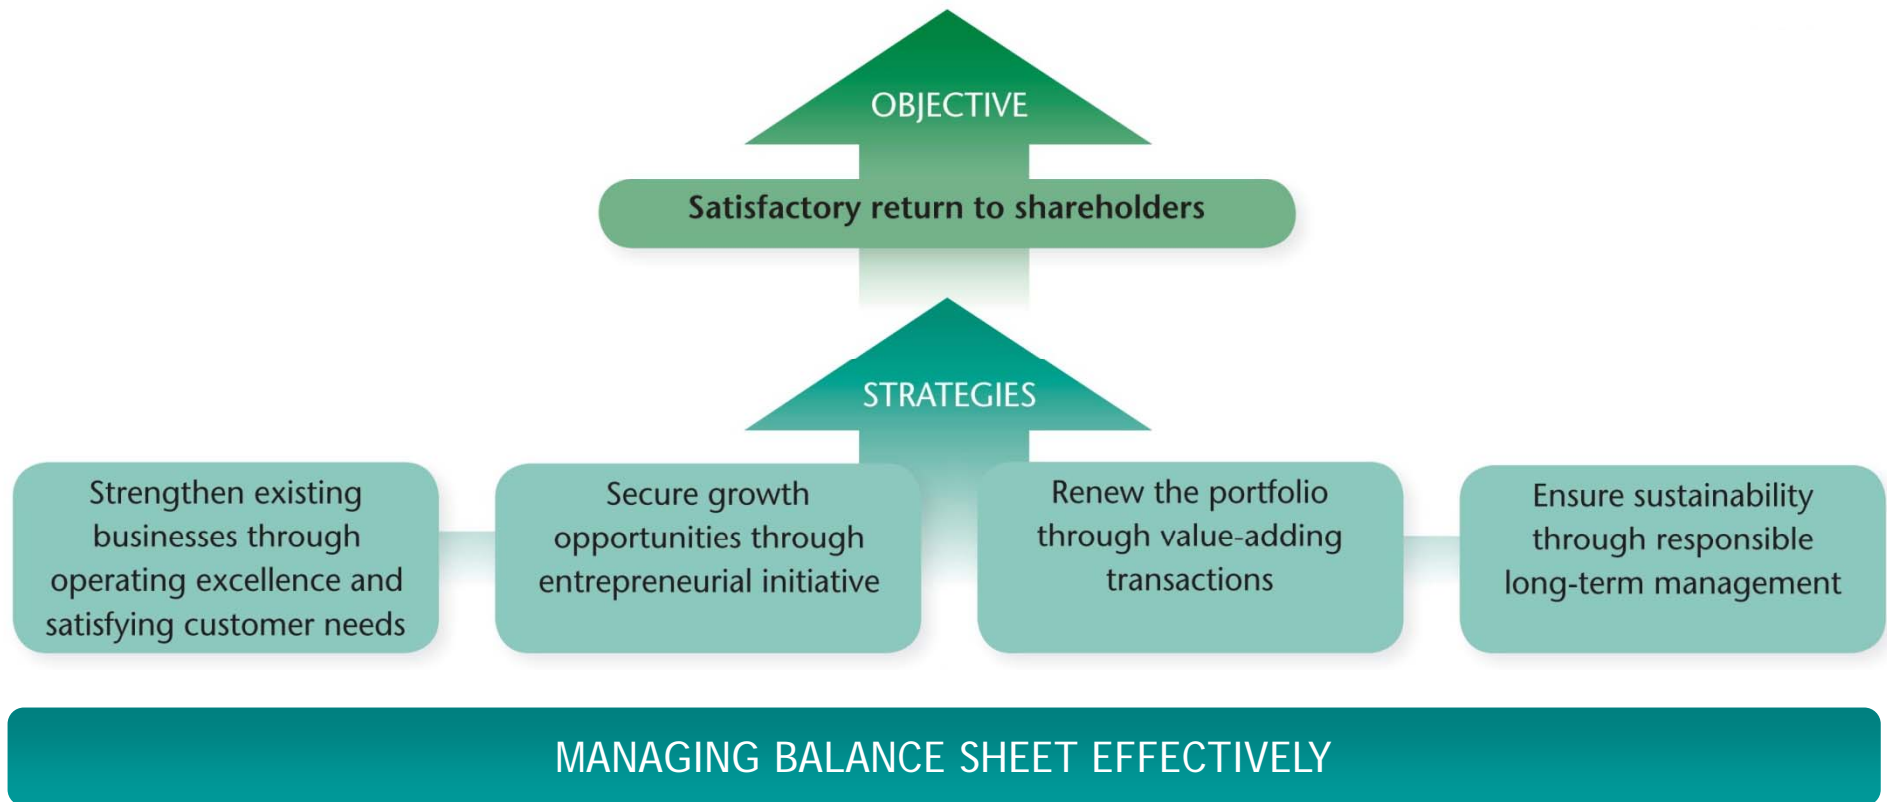 OBJECTIVE
Satisfactory return to shareholders
STRATEGIES
Strengthen existing
businesses through
operating excellence and
satisfying customer needs
Secure growth
opportunities through
entrepreneurial initiative
Renew the portfolio
through value-adding
transactions
Ensure sustainability
through responsible
long-term management
MANAGING BALANCE SHEET EFFECTIVELY